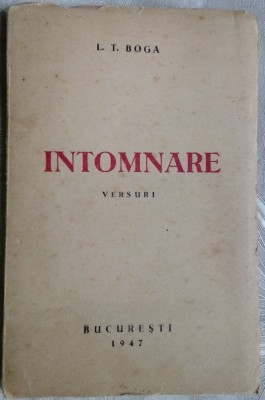 L. T. BOGA
INTOMNARE
VERSURI
BUCUREȘTI
1947